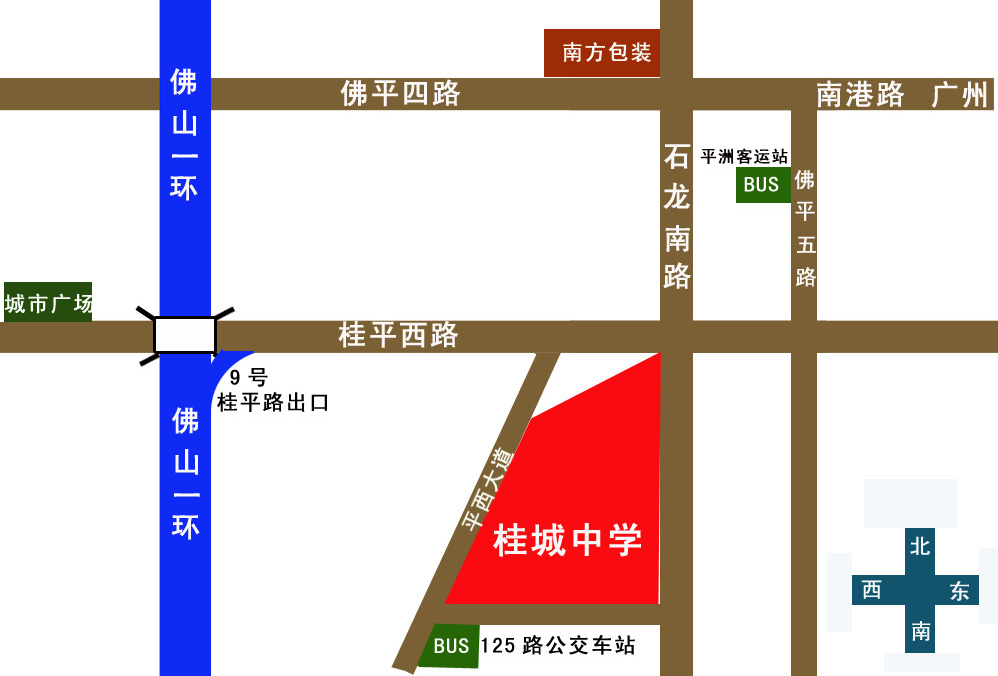 南方包装
佛山一环
佛平四路
南港路 广州
石龙南路
平洲客运站
BUS
佛平五路
城市广场
桂平西路
9 号
桂平路出口
佛山一环
平西大道
桂城中学
北
西 东
南
BUS
125 路公交车站